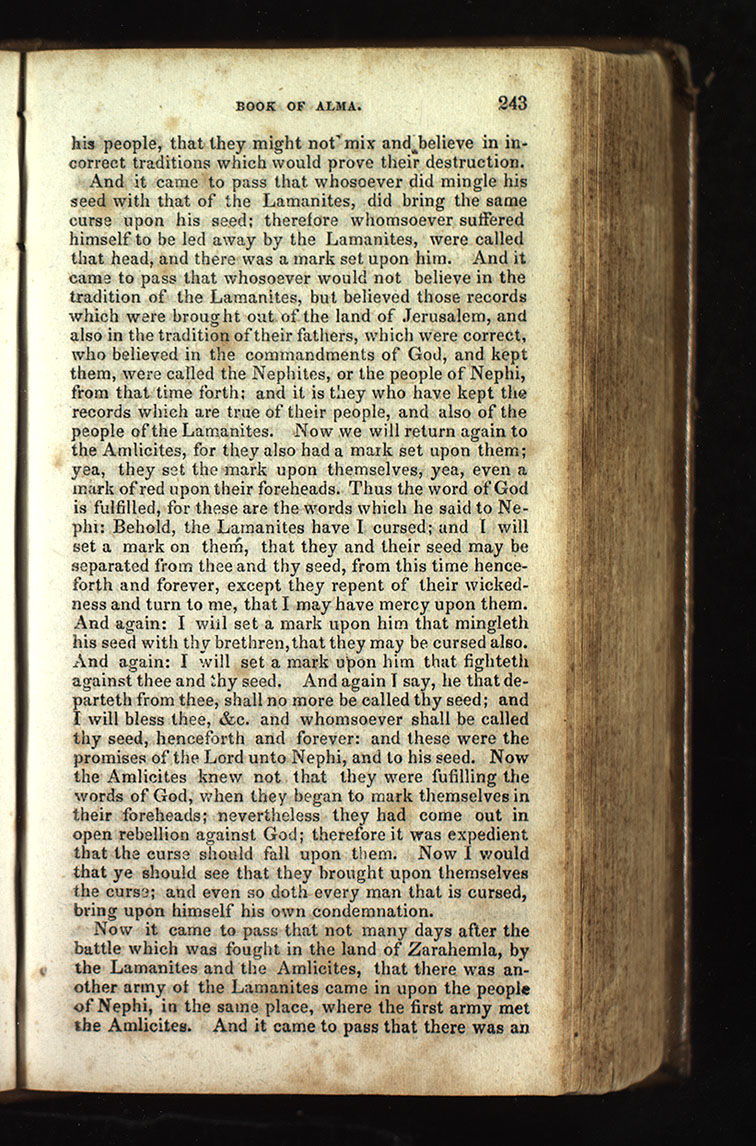 BOOK OF ALMA. 243
his people, that they might not mix and believe in in-
correct traditions which would prove their destruction.
And it came to pass that whosoever did mingle his
seed with that of the Lamanites, did bring the same
curse upon his seed; therefore whomsoever suffered
himself to be led away by the Lamanites, were called
that head, and there was a mark set upon him. And it
came to pass that whosoever would not believe in the
tradition of the Lamanites, but believed those records
which were brought out of the land of Jerusalem, and
also in the tradition of their fathers, which were correct,
who believed in the commandments of God, and kept
them, were called the Nephites, or the people of Nephi,
from that time forth; and it is they who have kept the
records which are true of their people, and also of the
people of the Lamanites. Now we will return again to
the Amlicites, for they also had a mark set upon them;
yea, they set the mark upon themselves, yea, even a
mark of red upon their foreheads. Thus the word of God
is fulfilled, for these are the words which he said to Ne-
phi: Behold, the Lamanites have I cursed; and I will
set a mark on them, that they and their seed may be
separated from thee and thy seed, from this time hence-
forth and forever, except they repent of their wicked-
ness and turn to me, that I may have mercy upon them.
And again: I will set a mark upon him that mingleth
his seed with thy brethren, that they may be cursed also.
And again: I will set a mark upon him that fighteth
against thee and thy seed. And again I say, he that de-
parteth from thee, shall no more be called thy seed; and
I will bless thee, &c. and whomsoever shall be called
thy seed, henceforth and forever: and these were the
promises of the Lord unto Nephi, and to his seed. Now
the Amlicites knew not that they were fufilling the
words of God, when they began to mark themselves in
their foreheads; nevertheless they had come out in
open rebellion against God; therefore it was expedient
that the curse should fall upon them. Now I would
that ye should see that they brought upon themselves
the curse; and even so doth every man that is cursed,
bring upon himself his own condemnation.
Now it came to pass that not many days after the
battle which was fought in the land of Zarahemla, by
the Lamanites and the Amlicites, that there was an-
other army of the Lamanites came in upon the people
of Nephi, in the same place, where the first army met
the Amlicites. And it came to pass that there was an